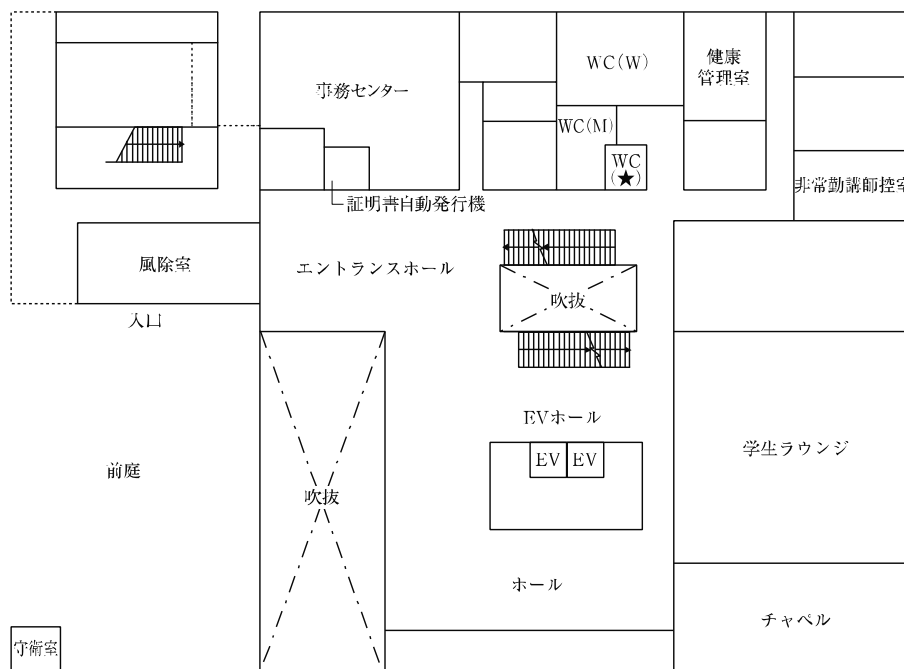 事務センター
WC(W)
健康
管理室
WC(M)
WC
(★)
非常勤講師控室
証明書自動発行機
風除室
エントランスホール
吹抜
入口
EVホール
学生ラウンジ
前庭
EV
EV
吹抜
ホール
チャペル
守衛室